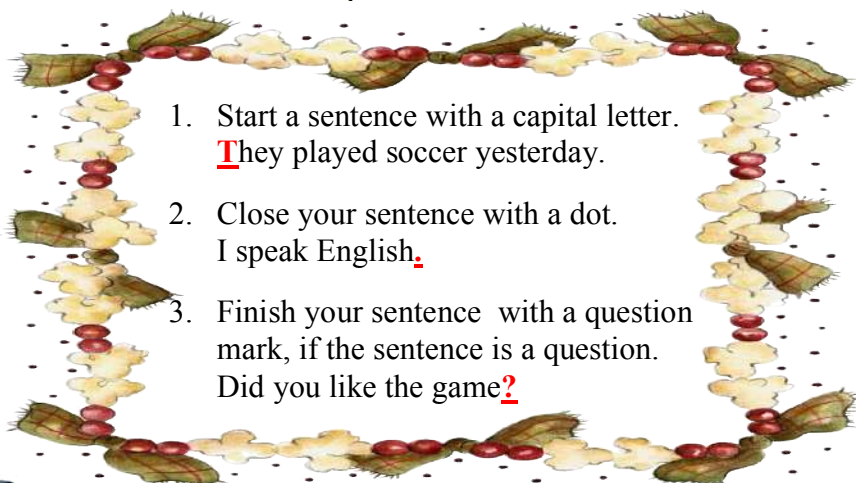 1. Start a sentence with a capital letter.
They played soccer yesterday.
2. Close your sentence with a dot.
I speak English.
3. Finish your sentence  with a question
mark, if the sentence is a question.
Did you like the game?